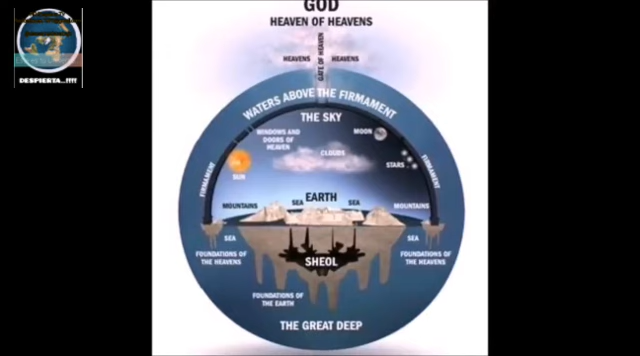 GOD
HEAVEN OF HEAVENS
HEAVENS
GATE OF HEAVEN
HEAVENS
WATERS ABOVE THE FIRMAMENT
THE SKY
WINDOWS AND
DOORS OF
HEAVEN
MOON
CLOUDS
STARS
SUN
FIRMAMENT
FIRMAMENT
EARTH
MOUNTAINS
SEA
SEA
MOUNTAINS
SEA
SEA
FOUNDATIONS OF
THE HEAVENS
SHEOL
FOUNDATIONS OF
THE HEAVENS
FOUNDATIONS OF
THE EARTH
THE GREAT DEEP
DESPIERTA...!!!!